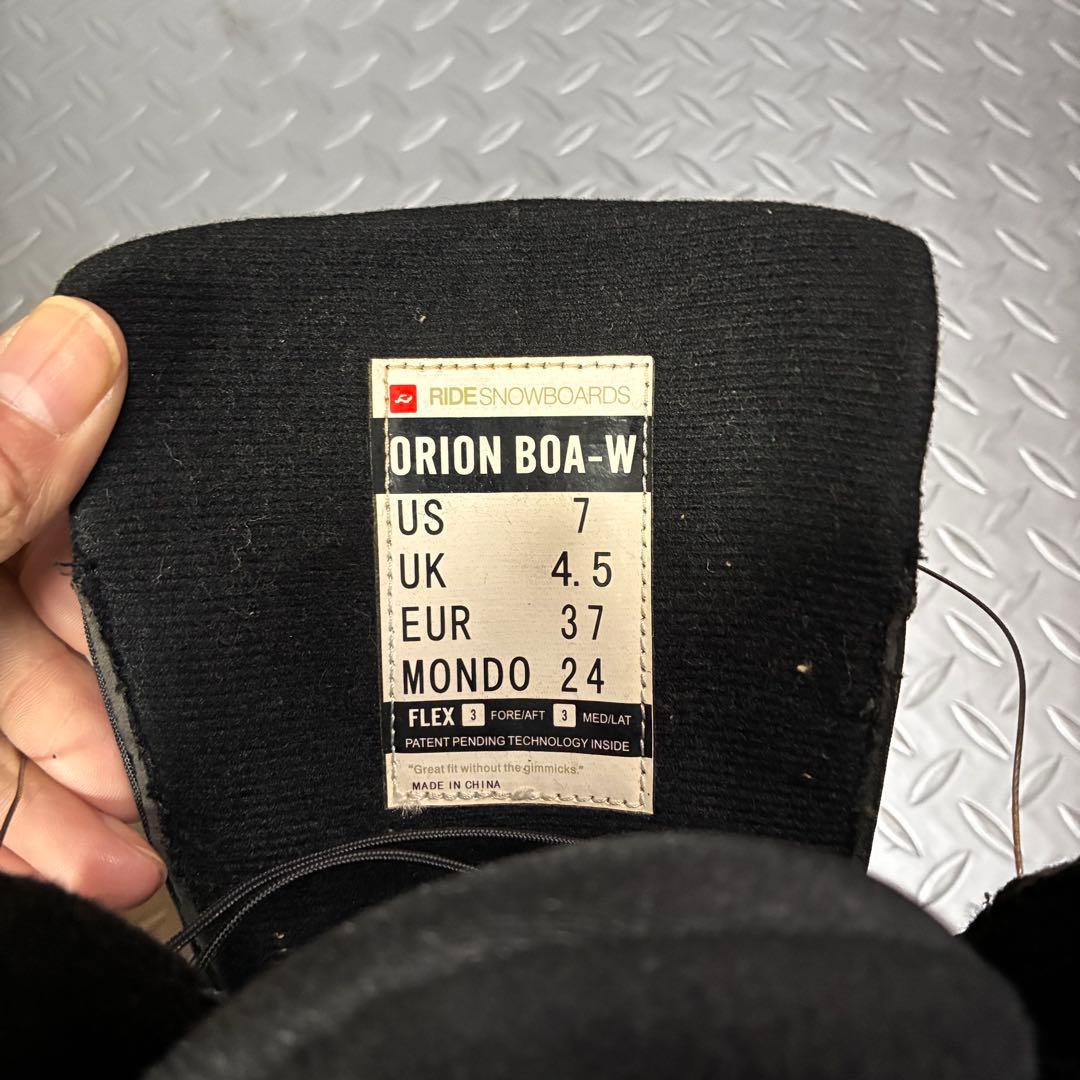 RIDESNOWBOARDS
ORION BOA-W
US 7
UK 4.5
EUR 37
MONDO 24
FLEX 3 FORE/AFT 3 MED/LAT
PATENT PENDING TECHNOLOGY INSIDE
"Great fit without the gimmicks."
MADE IN CHINA